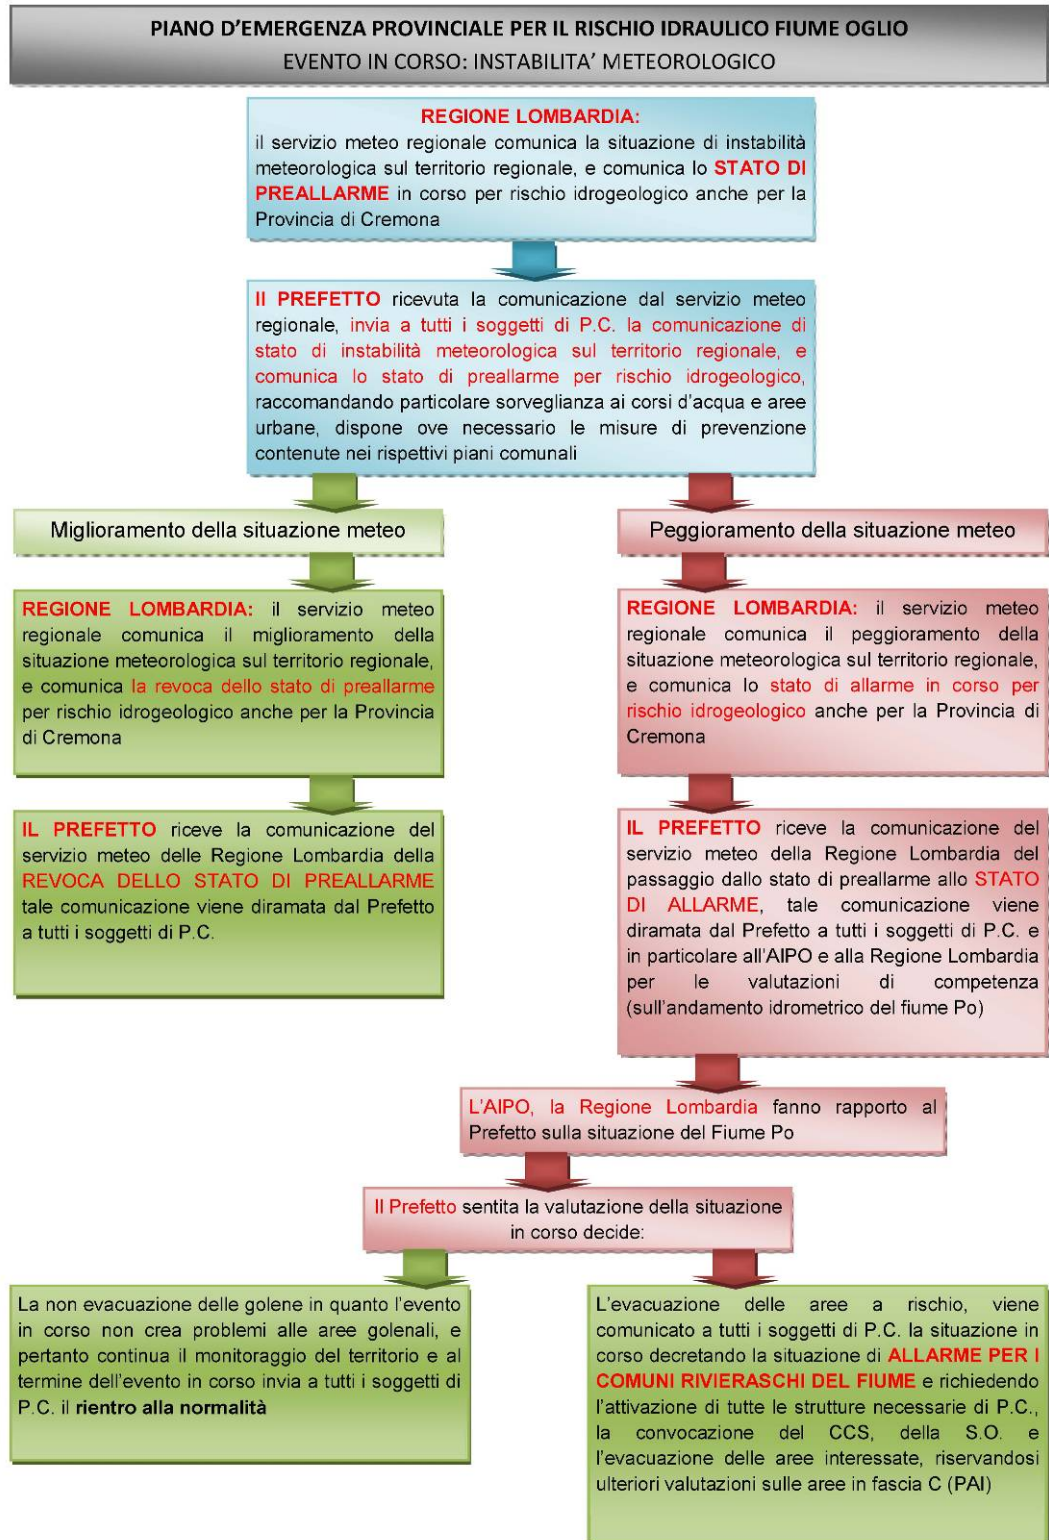 PIANO D'EMERGENZA PROVINCIALE PER IL RISCHIO IDRAULICO FIUME OGLIO
EVENTO IN CORSO: INSTABILITA' METEOROLOGICO
REGIONE LOMBARDIA:
il servizio meteo regionale comunica la situazione di instabilità
meteorologica sul territorio regionale, e comunica lo STATO DI
PREALLARME in corso per rischio idrogeologico anche per la
Provincia di Cremona
Il PREFETTO ricevuta la comunicazione dal servizio meteo
regionale, invia a tutti i soggetti di P.C. la comunicazione di
stato di instabilità meteorologica sul territorio regionale, e
comunica lo stato di preallarme per rischio idrogeologico,
raccomandando particolare sorveglianza ai corsi d'acqua e aree
urbane, dispone ove necessario le misure di prevenzione
contenute nei rispettivi piani comunali
Miglioramento della situazione meteo
REGIONE LOMBARDIA: il servizio meteo
regionale comunica il miglioramento della
situazione meteorologica sul territorio regionale,
e comunica la revoca dello stato di preallarme
per rischio idrogeologico anche per la Provincia
di Cremona
IL PREFETTO riceve la comunicazione del
servizio meteo delle Regione Lombardia della
REVOCA DELLO STATO DI PREALLARME
tale comunicazione viene diramata dal Prefetto
a tutti i soggetti di P.C.
Peggioramento della situazione meteo
REGIONE LOMBARDIA: il servizio meteo
regionale comunica il peggioramento della
situazione meteorologica sul territorio regionale,
e comunica lo stato di allarme in corso per
rischio idrogeologico anche per la Provincia di
Cremona
IL PREFETTO riceve la comunicazione del
servizio meteo della Regione Lombardia del
passaggio dallo stato di preallarme allo STATO
DI ALLARME, tale comunicazione viene
diramata dal Prefetto a tutti i soggetti di P.C. e
in particolare all'AIPO e alla Regione Lombardia
per le valutazioni di competenza
(sull'andamento idrometrico del fiume Po)
L'AIPO, la Regione Lombardia fanno rapporto al
Prefetto sulla situazione del Fiume Po
Il Prefetto sentita la valutazione della situazione
in corso decide:
La non evacuazione delle golene in quanto l'evento
in corso non crea problemi alle aree golenali, e
pertanto continua il monitoraggio del territorio e al
termine dell'evento in corso invia a tutti i soggetti di
P.C. il rientro alla normalità
L'evacuazione delle aree a rischio, viene
comunicato a tutti i soggetti di P.C. la situazione in
corso decretando la situazione di ALLARME PER I
COMUNI RIVIERASCHI DEL FIUME e richiedendo
l'attivazione di tutte le strutture necessarie di P.C.,
la convocazione del CCS, della S.O. e
l'evacuazione delle aree interessate, riservandosi
ulteriori valutazioni sulle aree in fascia C (PAI)